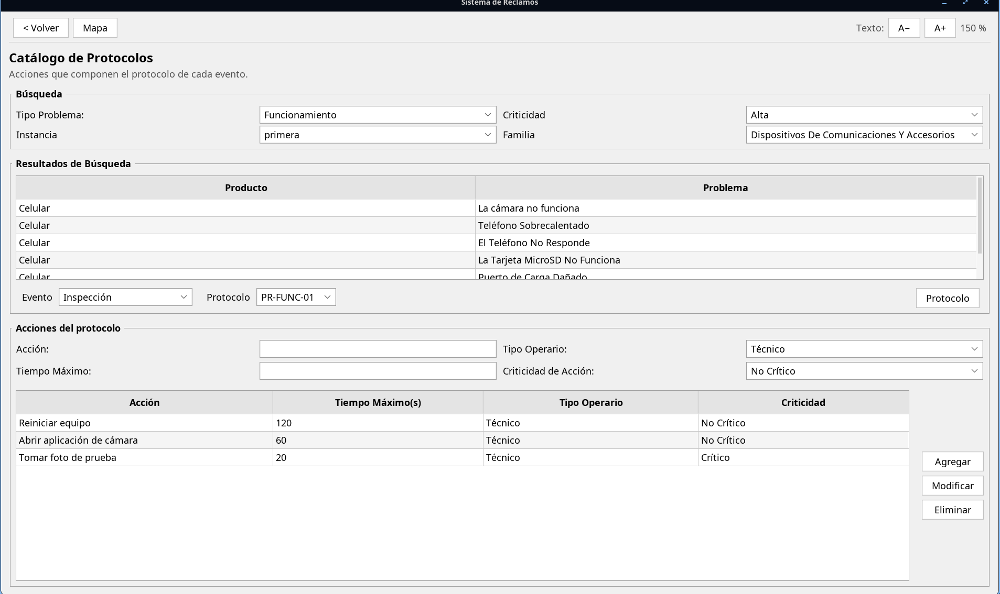 Sistema de Reclamos
< Volver Mapa Texto: A− A+ 150 %
Catálogo de Protocolos
Acciones que componen el protocolo de cada evento.
Búsqueda
Tipo Problema: Funcionamiento Criticidad Alta
Instancia primera Familia Dispositivos De Comunicaciones Y Accesorios
Resultados de Búsqueda
Producto Problema
Celular La cámara no funciona
Celular Teléfono Sobrecalentado
Celular El Teléfono No Responde
Celular La Tarjeta MicroSD No Funciona
Celular Puerto de Carga Dañado
Evento Inspección Protocolo PR-FUNC-01 Protocolo
Acciones del protocolo
Acción: Tipo Operario: Técnico
Tiempo Máximo: Criticidad de Acción: No Crítico
Acción Tiempo Máximo(s) Tipo Operario Criticidad
Reiniciar equipo 120 Técnico No Crítico
Abrir aplicación de cámara 60 Técnico No Crítico
Tomar foto de prueba 20 Técnico Crítico
Agregar
Modificar
Eliminar